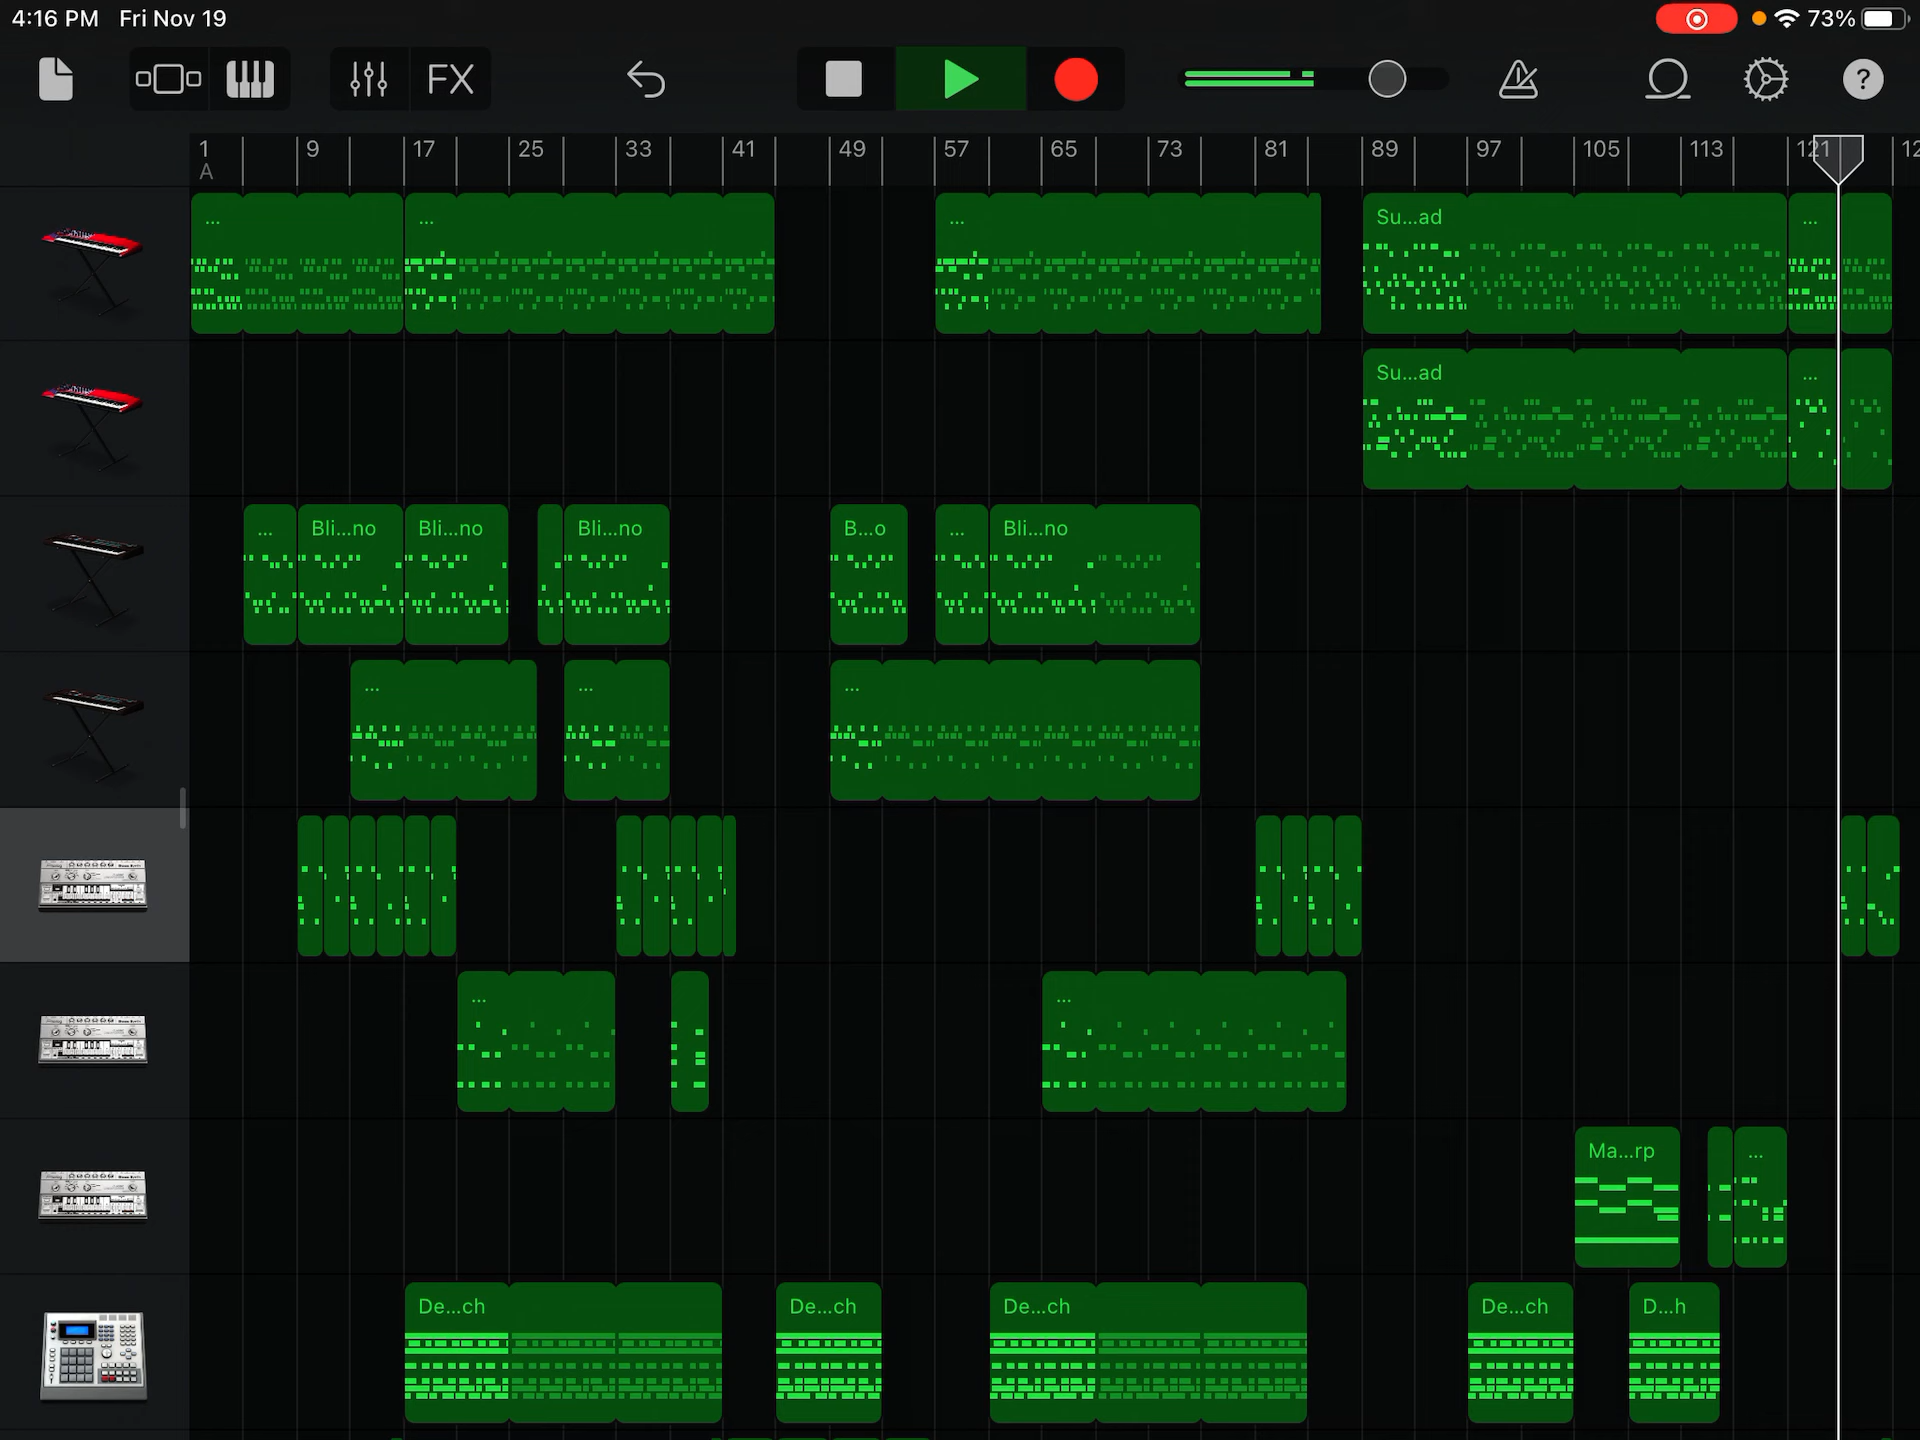 4:16 PM Fri Nov 19
73%
FX
?
1 9 17 25 33 41 49 57 65 73 81 89 97 105 113 121
A
... ... ... Su...ad ...
Su...ad ...
... Bli...no Bli...no Bli...no B...o ... Bli...no
... ... ...
... ...
Ma...rp ...
De...ch De...ch De...ch De...ch D...h